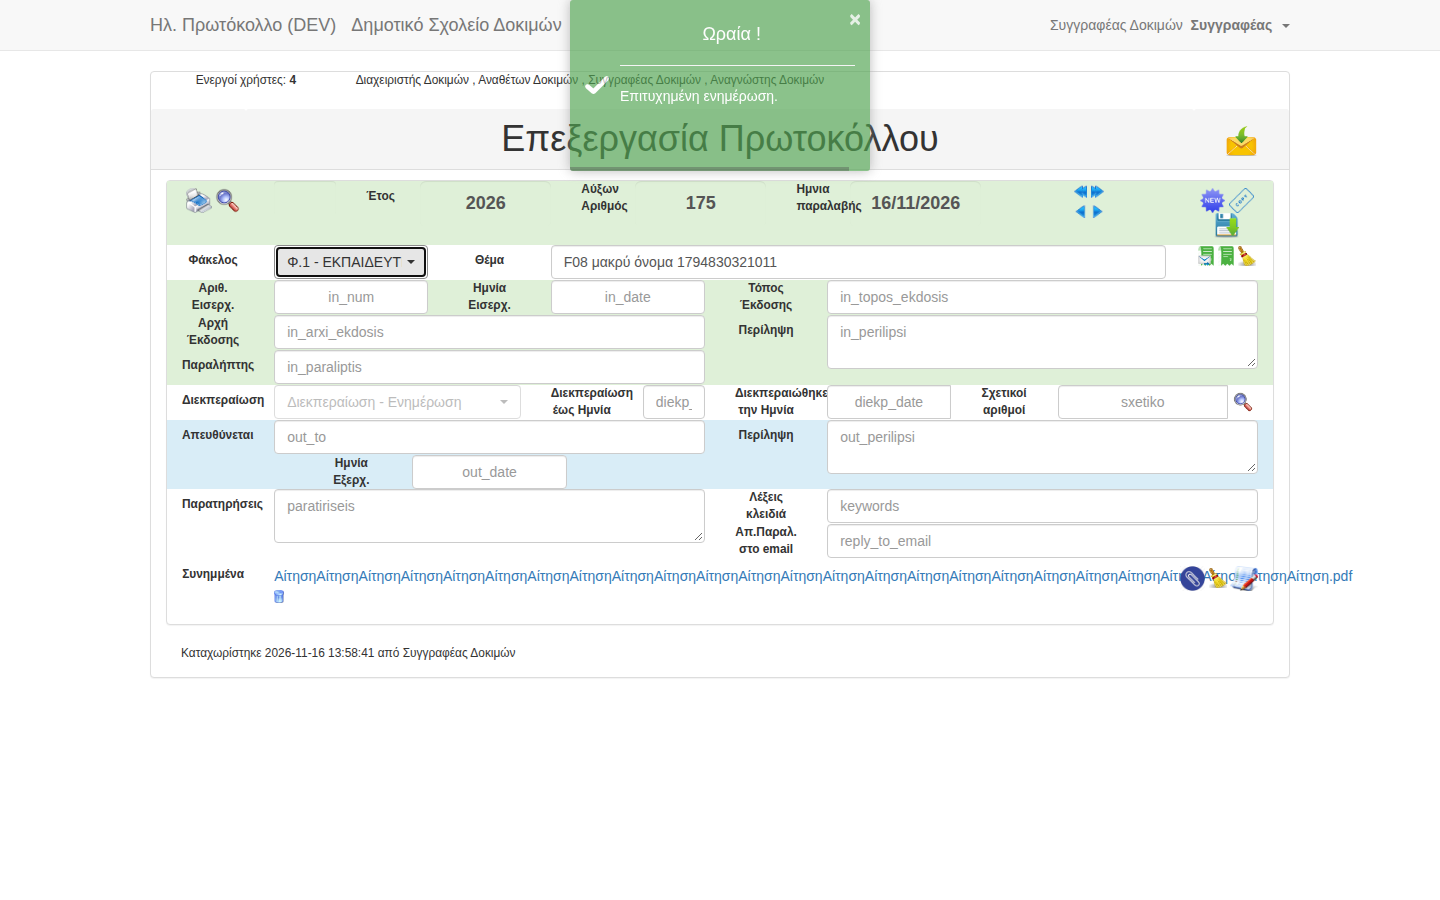 Ηλ. Πρωτόκολλο (DEV) Δημοτικό Σχολείο Δοκιμών
Συγγραφέας Δοκιμών Συγγραφέας
×
Ωραία !
Επιτυχημένη ενημέρωση.
Ενεργοί χρήστες: 4 Διαχειριστής Δοκιμών , Αναθέτων Δοκιμών , Συγγραφέας Δοκιμών , Αναγνώστης Δοκιμών
Επεξεργασία Πρωτοκόλλου
Έτος 2026 Αύξων Αριθμός 175 Ημνια παραλαβής 16/11/2026
NEW COPY
Φάκελος Φ.1 - ΕΚΠΑΙΔΕΥΤ Θέμα F08 μακρύ όνομα 1794830321011
Αριθ. Εισερχ. in_num Ημνία Εισερχ. in_date Τόπος Έκδοσης in_topos_ekdosis
Αρχή Έκδοσης in_arxi_ekdosis Περίληψη in_perilipsi
Παραλήπτης in_paraliptis
Διεκπεραίωση Διεκπεραίωση - Ενημέρωση Διεκπεραίωση έως Ημνία diekp_ Διεκπεραιώθηκε την Ημνία diekp_date Σχετικοί αριθμοί sxetiko
Απευθύνεται out_to Περίληψη out_perilipsi
Ημνία Εξερχ. out_date
Παρατηρήσεις paratiriseis Λέξεις κλειδιά keywords
Απ.Παραλ. στο email reply_to_email
Συνημμένα ΑίτησηΑίτησηΑίτησηΑίτησηΑίτησηΑίτησηΑίτησηΑίτησηΑίτησηΑίτησηΑίτησηΑίτησηΑίτησηΑίτησηΑίτησηΑίτησηΑίτησηΑίτησηΑίτησηΑίτησηΑίτησηΑίτησηΑίτησηΑίτησηΑίτηση.pdf
Καταχωρίστηκε 2026-11-16 13:58:41 από Συγγραφέας Δοκιμών